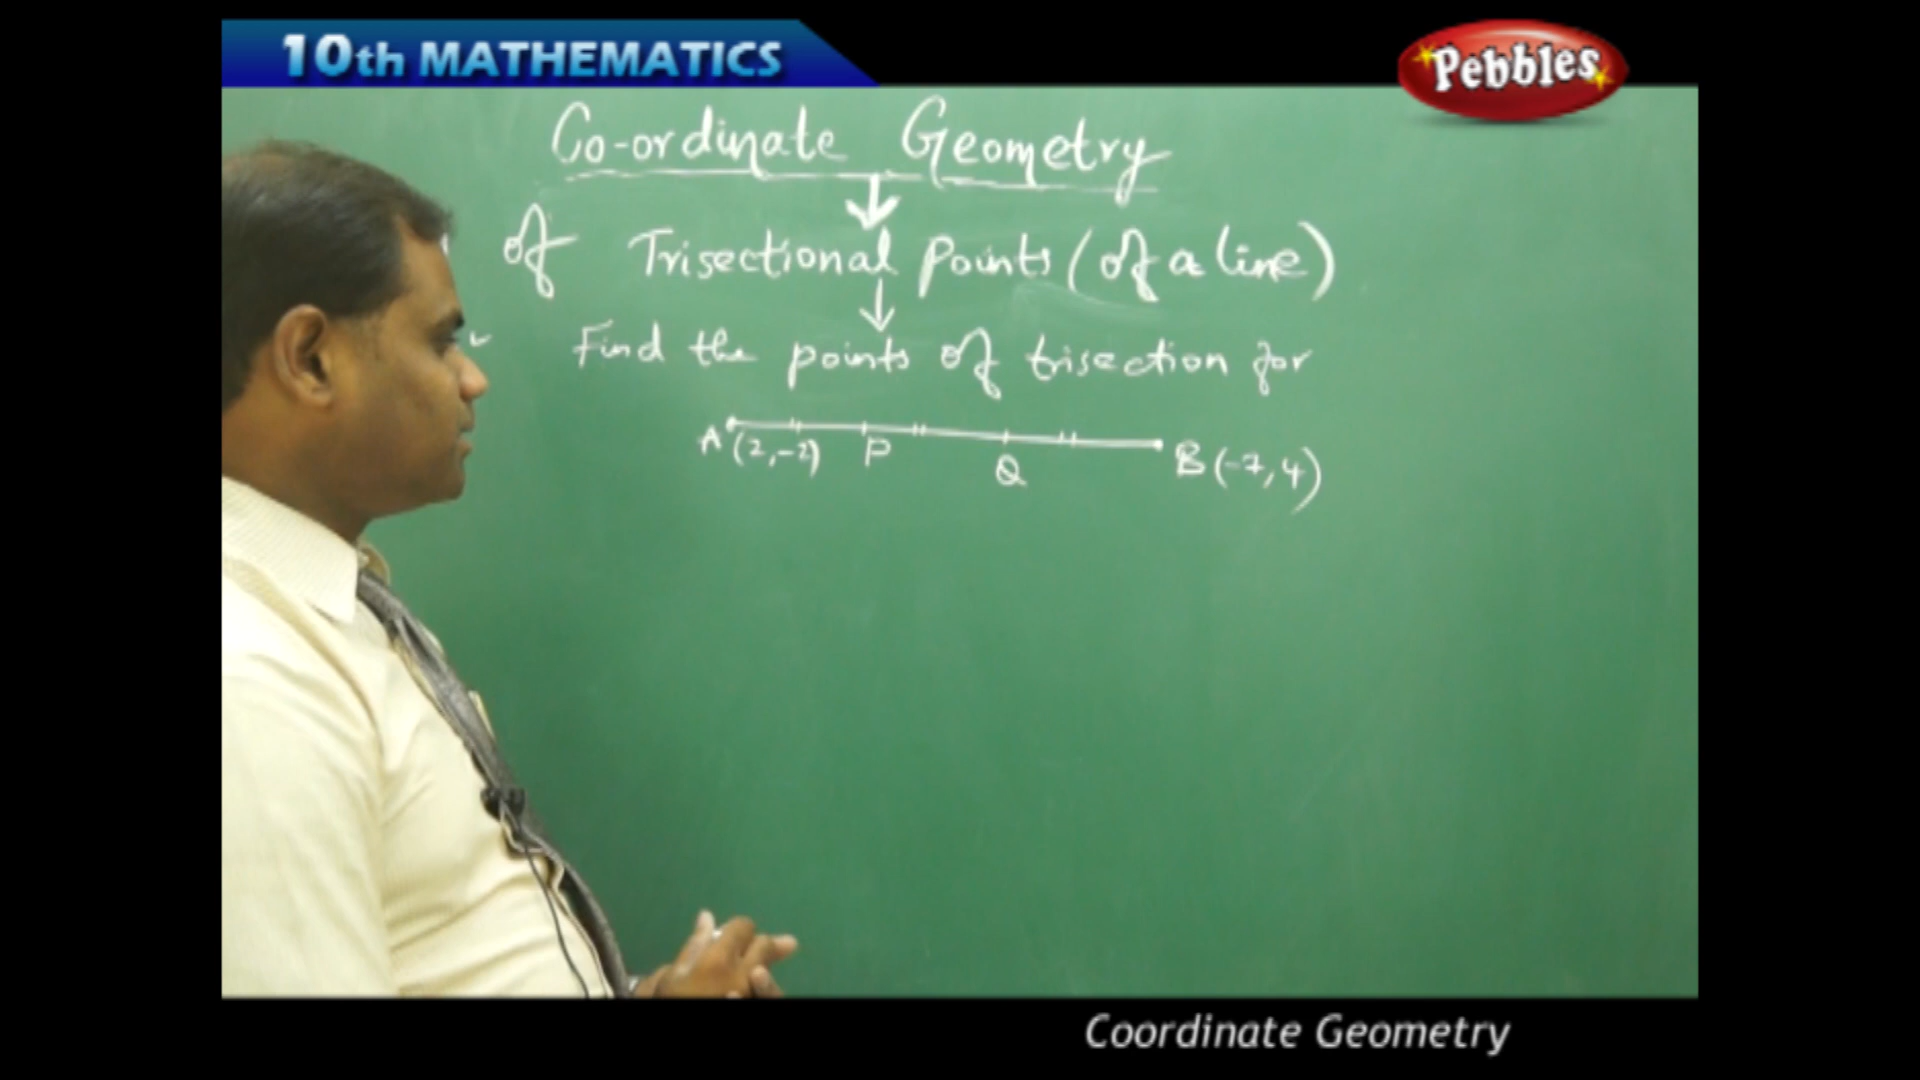 10th MATHEMATICS
Pebbles
Co-ordinate Geometry
of Trisectional Points (of a line)
Find the points of trisection for
A (2,-2) P Q B (-7,4)
Coordinate Geometry